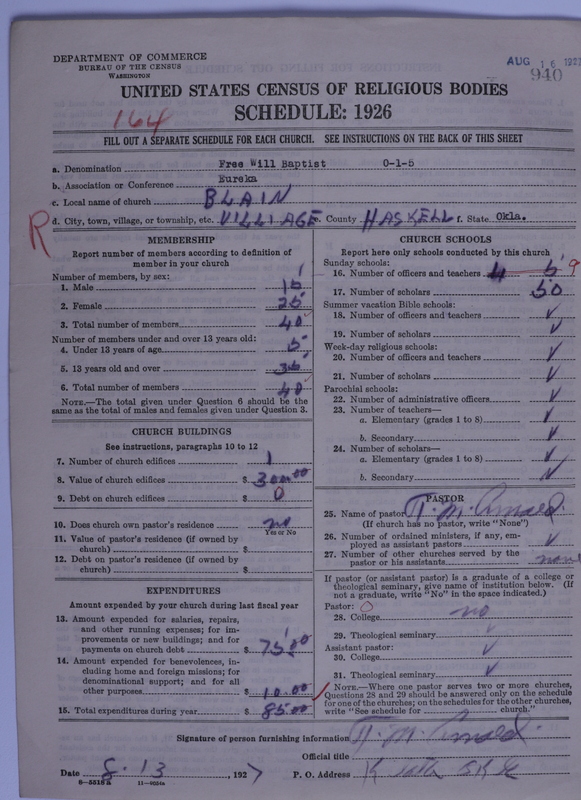 DEPARTMENT OF COMMERCE
BUREAU OF THE CENSUS
WASHINGTON
AUG 16 192
940
UNITED STATES CENSUS OF RELIGIOUS BODIES
SCHEDULE: 1926
164
FILL OUT A SEPARATE SCHEDULE FOR EACH CHURCH. SEE INSTRUCTIONS ON THE BACK OF THIS SHEET
a. Denomination Free Will Baptist 0-1-5
b. Association or Conference Eureka
c. Local name of church BLAIN
R
d. City, town, village, or township, etc. VILLIAGE e. County HASKELL f. State Okla.
MEMBERSHIP
Report number of members according to definition of
member in your church
Number of members, by sex:
1. Male 15
2. Female 25
3. Total number of members 40
Number of members under and over 13 years old:
4. Under 13 years of age 5
5. 13 years old and over 35
6. Total number of members 40
NOTE.—The total given under Question 6 should be the
same as the total of males and females given under Question 3.
CHURCH BUILDINGS
See instructions, paragraphs 10 to 12
7. Number of church edifices 1
8. Value of church edifices $ 300.00
9. Debt on church edifices $ 0
10. Does church own pastor's residence no
Yes or No
11. Value of pastor's residence (if owned by
church) $
12. Debt on pastor's residence (if owned by
church) $
EXPENDITURES
Amount expended by your church during last fiscal year
13. Amount expended for salaries, repairs,
and other running expenses; for im-
provements or new buildings; and for
payments on church debt $ 75.00
14. Amount expended for benevolences, in-
cluding home and foreign missions; for
denominational support; and for all
other purposes $ 10.00
15. Total expenditures during year $ 85.00
CHURCH SCHOOLS
Report here only schools conducted by this church
Sunday schools:
16. Number of officers and teachers 4 5 9
17. Number of scholars 50
Summer vacation Bible schools:
18. Number of officers and teachers ✓
19. Number of scholars ✓
Week-day religious schools:
20. Number of officers and teachers ✓
21. Number of scholars ✓
Parochial schools:
22. Number of administrative officers ✓
23. Number of teachers—
a. Elementary (grades 1 to 8) ✓
b. Secondary ✓
24. Number of scholars—
a. Elementary (grades 1 to 8) ✓
b. Secondary ✓
PASTOR
25. Name of pastor T. M. Arnold
(If church has no pastor, write "None")
26. Number of ordained ministers, if any, em-
ployed as assistant pastors ✓
27. Number of other churches served by the
pastor or his assistants none
If pastor (or assistant pastor) is a graduate of a college or
theological seminary, give name of institution below. (If
not a graduate, write "No" in the space indicated.)
Pastor:
28. College no
29. Theological seminary ✓
Assistant pastor:
30. College ✓
31. Theological seminary ✓
NOTE.—Where one pastor serves two or more churches,
Questions 28 and 29 should be answered only on the schedule
for one of the churches; on the schedules for the other churches,
write "See schedule for church."
Signature of person furnishing information T. M. Arnold
Official title
Date 8-13, 1927 P. O. Address
8-5518 a 11-9054a